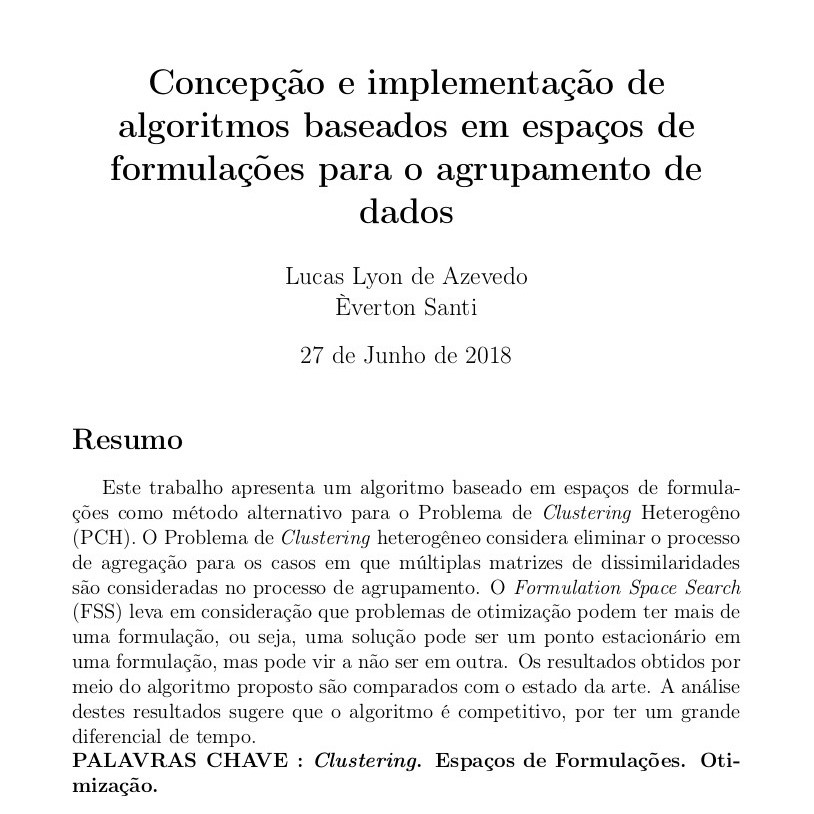 Concepção e implementação de
algoritmos baseados em espaços de
formulações para o agrupamento de
dados
Lucas Lyon de Azevedo
Èverton Santi
27 de Junho de 2018
Resumo
Este trabalho apresenta um algoritmo baseado em espaços de formula-
ções como método alternativo para o Problema de Clustering Heterogêno
(PCH). O Problema de Clustering heterogêneo considera eliminar o processo
de agregação para os casos em que múltiplas matrizes de dissimilaridades
são consideradas no processo de agrupamento. O Formulation Space Search
(FSS) leva em consideração que problemas de otimização podem ter mais de
uma formulação, ou seja, uma solução pode ser um ponto estacionário em
uma formulação, mas pode vir a não ser em outra. Os resultados obtidos por
meio do algoritmo proposto são comparados com o estado da arte. A análise
destes resultados sugere que o algoritmo é competitivo, por ter um grande
diferencial de tempo.
PALAVRAS CHAVE : Clustering. Espaços de Formulações. Oti-
mização.